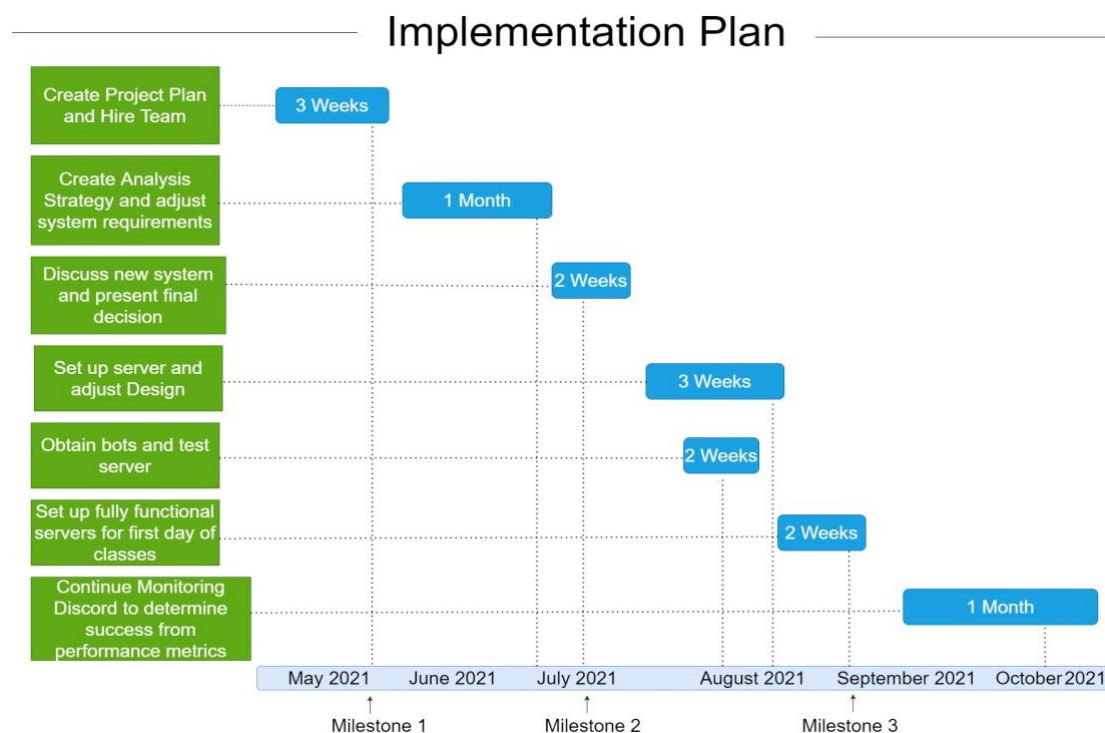 Implementation Plan
Create Project Plan
and Hire Team
3 Weeks
Create Analysis
Strategy and adjust
system requirements
1 Month
Discuss new system
and present final
decision
2 Weeks
Set up server and
adjust Design
3 Weeks
Obtain bots and test
server
2 Weeks
Set up fully functional
servers for first day of
classes
2 Weeks
Continue Monitoring
Discord to determine
success from
performance metrics
1 Month
May 2021 June 2021 July 2021 August 2021 September 2021 October 2021
Milestone 1 Milestone 2 Milestone 3